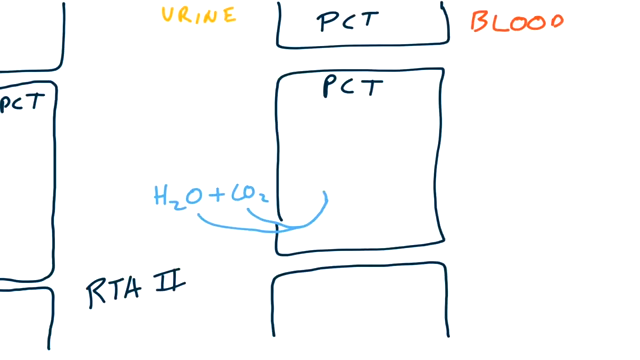 URINE
PCT
BLOOD
PCT
PCT
H₂O + CO₂
RTA II